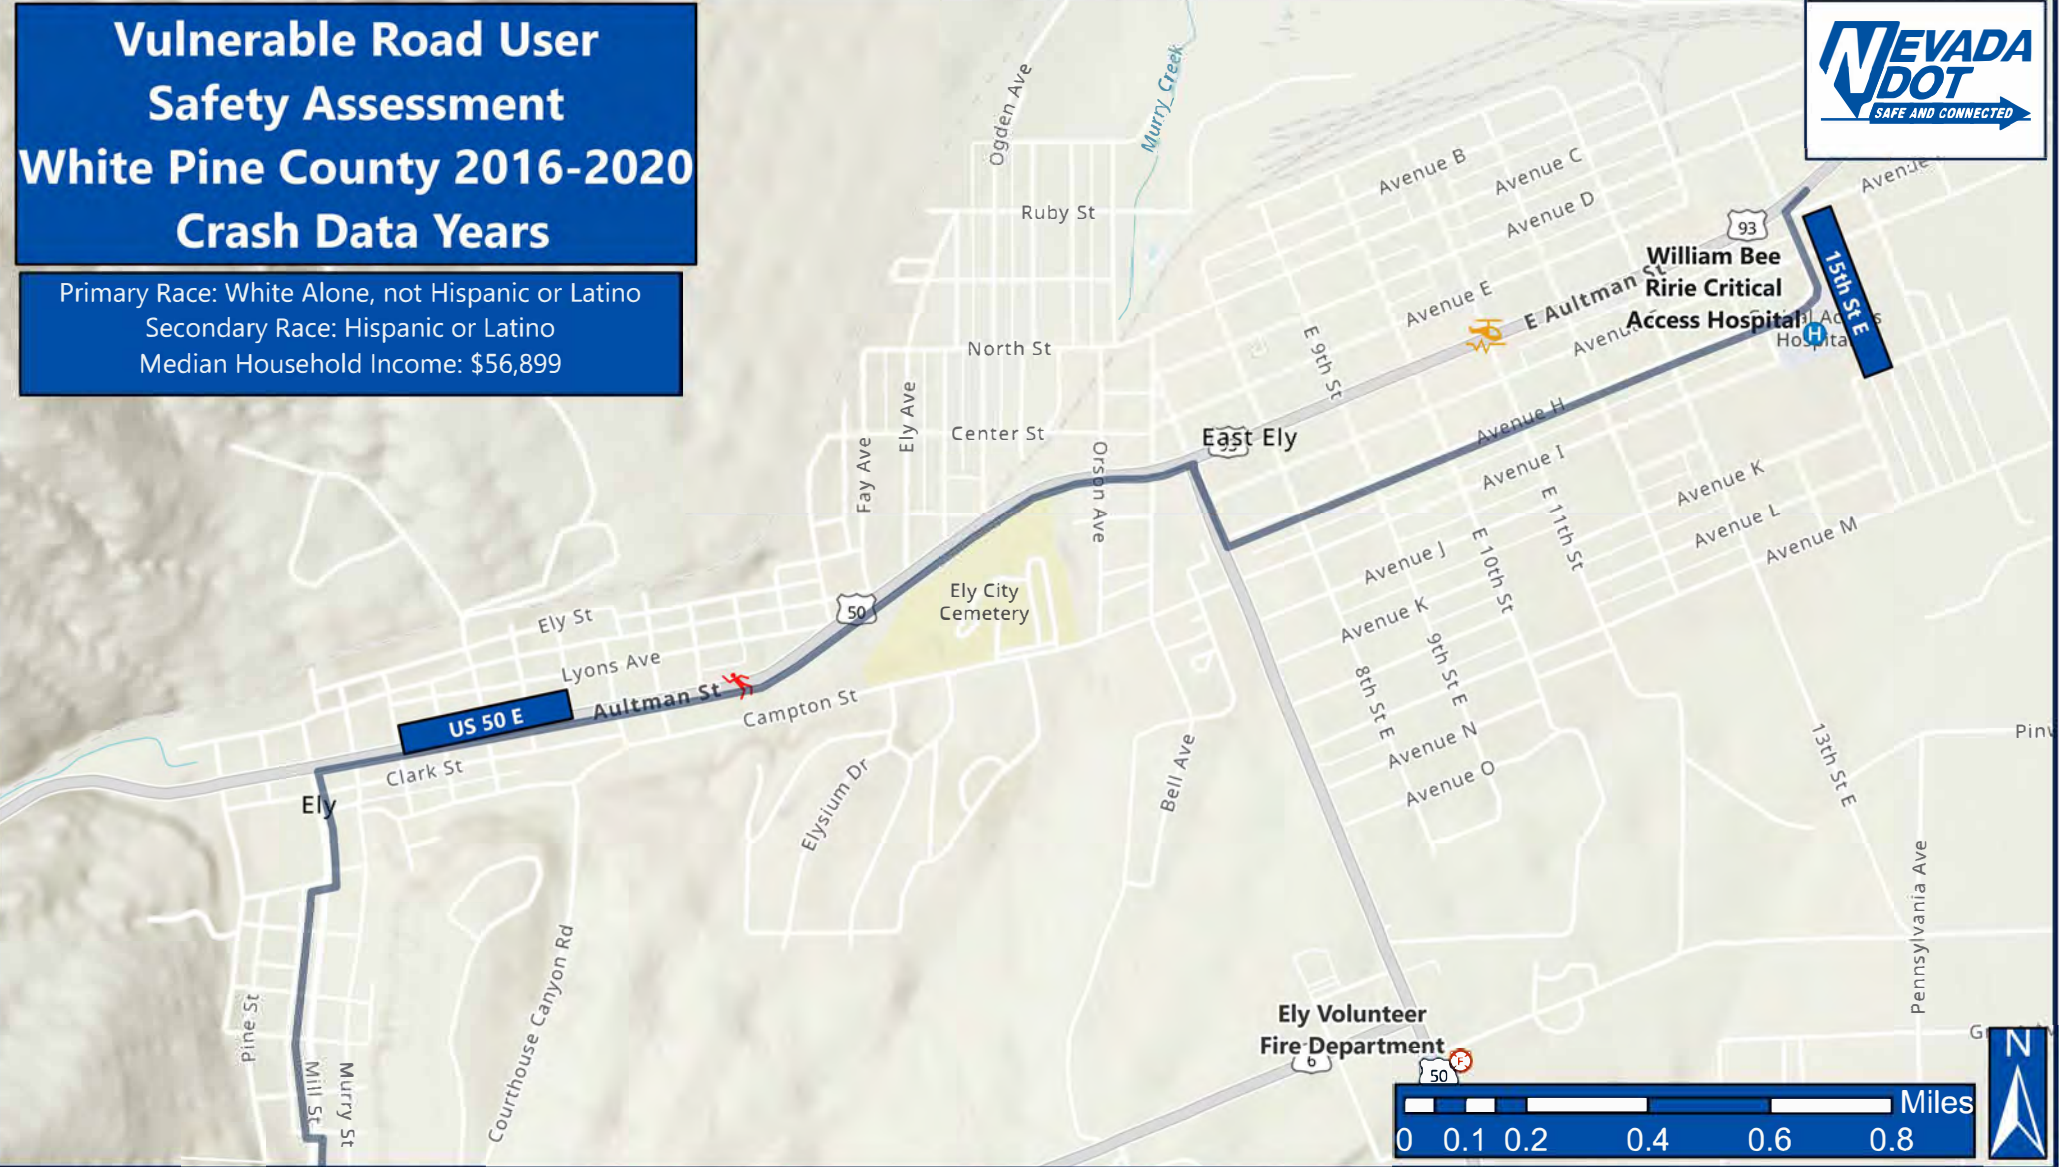 Vulnerable Road User
Safety Assessment
White Pine County 2016-2020
Crash Data Years
Primary Race: White Alone, not Hispanic or Latino
Secondary Race: Hispanic or Latino
Median Household Income: $56,899
NEVADA
DOT
SAFE AND CONNECTED
Ogden Ave
Murry Creek
Ruby St
North St
Center St
Ely Ave
Fay Ave
Orson Ave
Avenue B
Avenue C
Avenue D
Avenue E
E 9th St
E Aultman St
93
William Bee
Ririe Critical
Access Hospital
Hospital
H
15th St E
93
East Ely
Avenue H
Avenue I
Avenue J
Avenue K
Avenue K
Avenue L
Avenue M
E 11th St
E 10th St
9th St E
8th St E
Avenue N
Avenue O
13th St E
Pennsylvania Ave
50
Ely City
Cemetery
Ely St
Lyons Ave
Aultman St
US 50 E
Campton St
Clark St
Ely
Elysium Dr
Bell Ave
Courthouse Canyon Rd
Pine St
Mill St
Murry St
Ely Volunteer
Fire Department
6
50
F
N
Miles
0 0.1 0.2 0.4 0.6 0.8